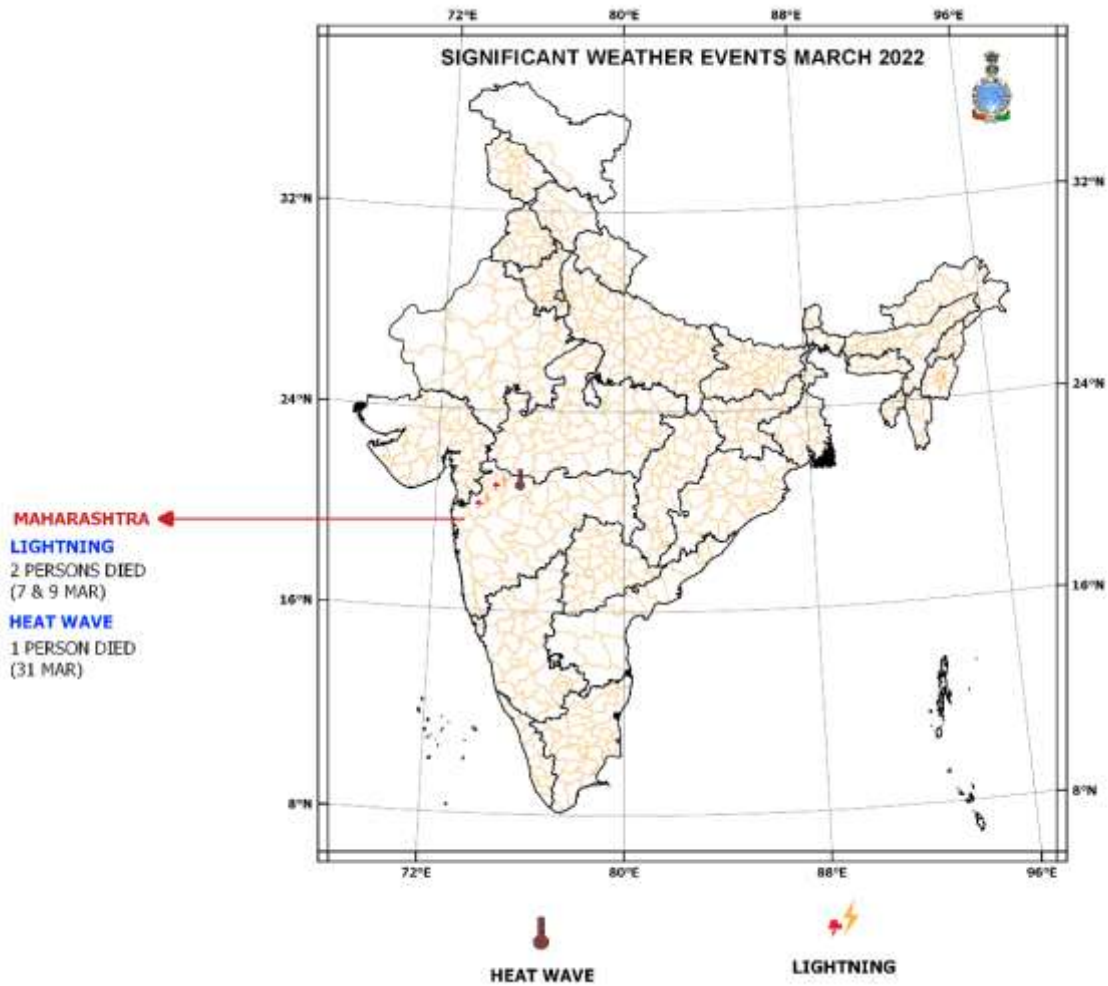 72°E 80°E 88°E 96°E
SIGNIFICANT WEATHER EVENTS MARCH 2022
32°N 32°N
24°N 24°N
MAHARASHTRA
LIGHTNING
2 PERSONS DIED
(7 & 9 MAR)
16°N 16°N
HEAT WAVE
1 PERSON DIED
(31 MAR)
8°N 8°N
72°E 80°E 88°E 96°E
HEAT WAVE LIGHTNING